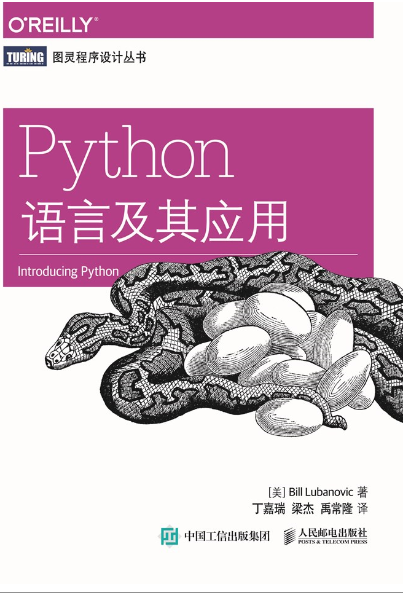 O'REILLY®
TURING 图灵程序设计丛书
Python
语言及其应用
Introducing Python
[美] Bill Lubanovic 著
丁嘉瑞 梁杰 禹常隆 译
中国工信出版集团 人民邮电出版社
POSTS & TELECOM PRESS